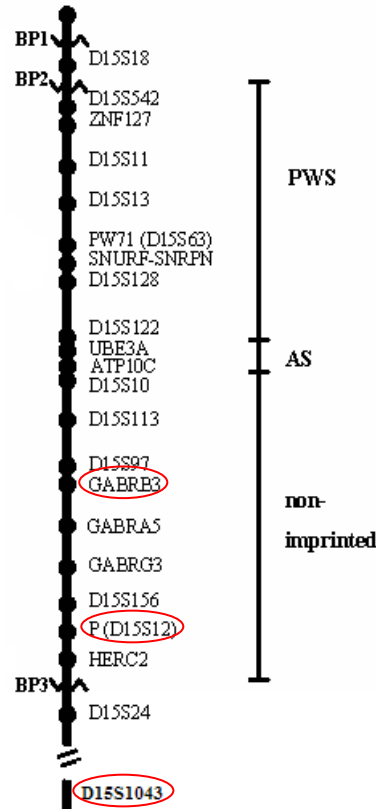 BP1
D15S18
BP2
D15S542
ZNF127
D15S11
PWS
D15S13
PW71 (D15S63)
SNURF-SNRPN
D15S128
D15S122
UBE3A
AS
ATP10C
D15S10
D15S113
D15S97
GABRB3
non-
imprinted
GABRA5
GABRG3
D15S156
P (D15S12)
HERC2
BP3
D15S24
D15S1043